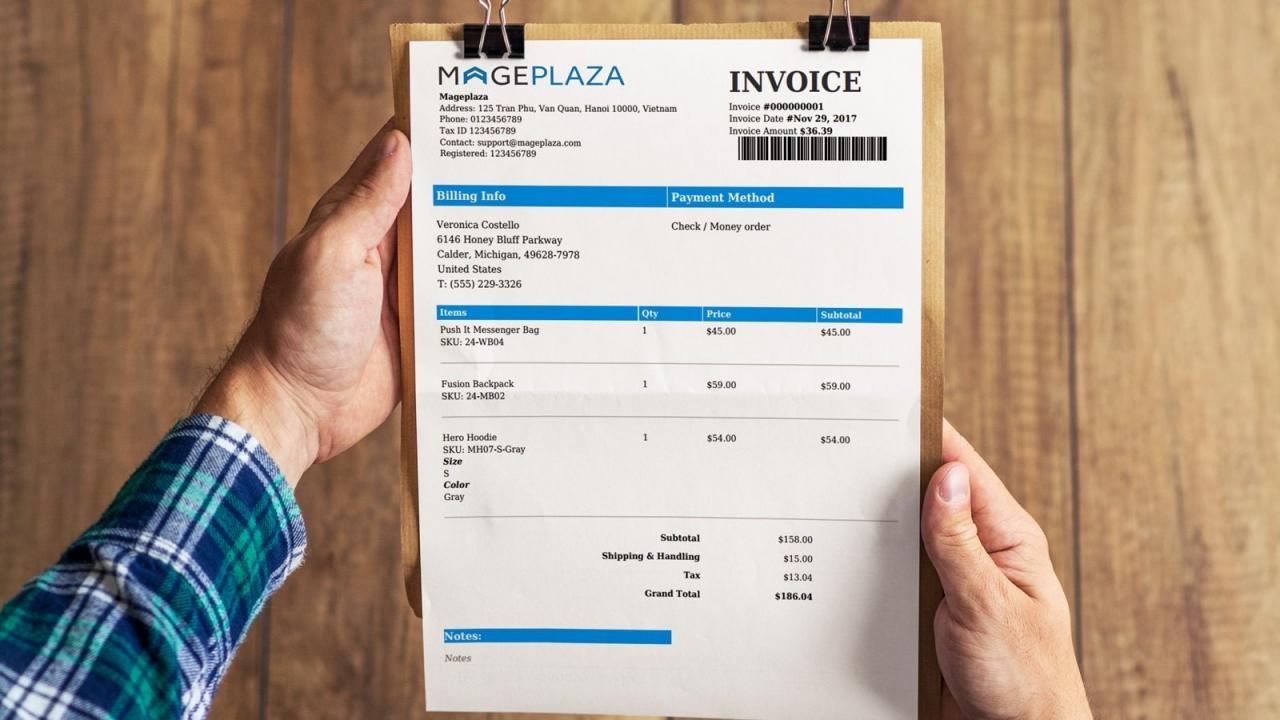 MAGEPLAZA
Mageplaza
Address: 125 Tran Phu, Van Quan, Hanoi 10000, Vietnam
Phone: 0123456789
Tax ID 123456789
Contact: support@mageplaza.com
Registered: 123456789
INVOICE
Invoice #000000001
Invoice Date #Nov 29, 2017
Invoice Amount $36.39
Billing Info Payment Method
Veronica Costello Check / Money order
6146 Honey Bluff Parkway
Calder, Michigan, 49628-7978
United States
T: (555) 229-3326
Items Qty Price Subtotal
Push It Messenger Bag 1 $45.00 $45.00
SKU: 24-WB04
Fusion Backpack 1 $59.00 $59.00
SKU: 24-MB02
Hero Hoodie 1 $54.00 $54.00
SKU: MH07-S-Gray
Size
S
Color
Gray
Subtotal $158.00
Shipping & Handling $15.00
Tax $13.04
Grand Total $186.04
Notes:
Notes